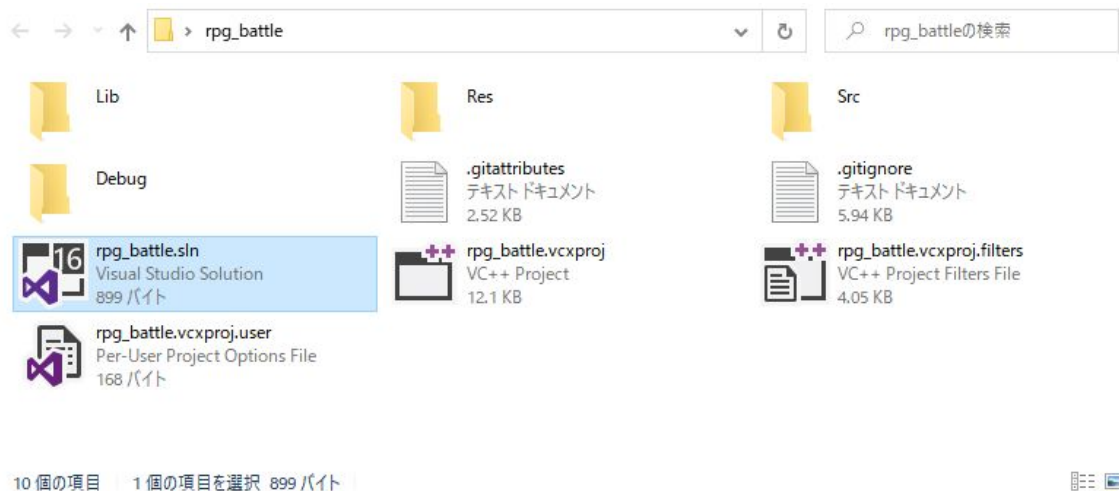 rpg_battle
rpg_battleの検索
Lib
Res
Src
Debug
.gitattributes
テキスト ドキュメント
2.52 KB
.gitignore
テキスト ドキュメント
5.94 KB
16
rpg_battle.sln
Visual Studio Solution
899 バイト
rpg_battle.vcxproj
VC++ Project
12.1 KB
rpg_battle.vcxproj.filters
VC++ Project Filters File
4.05 KB
rpg_battle.vcxproj.user
Per-User Project Options File
168 バイト
10 個の項目
1 個の項目を選択 899 バイト